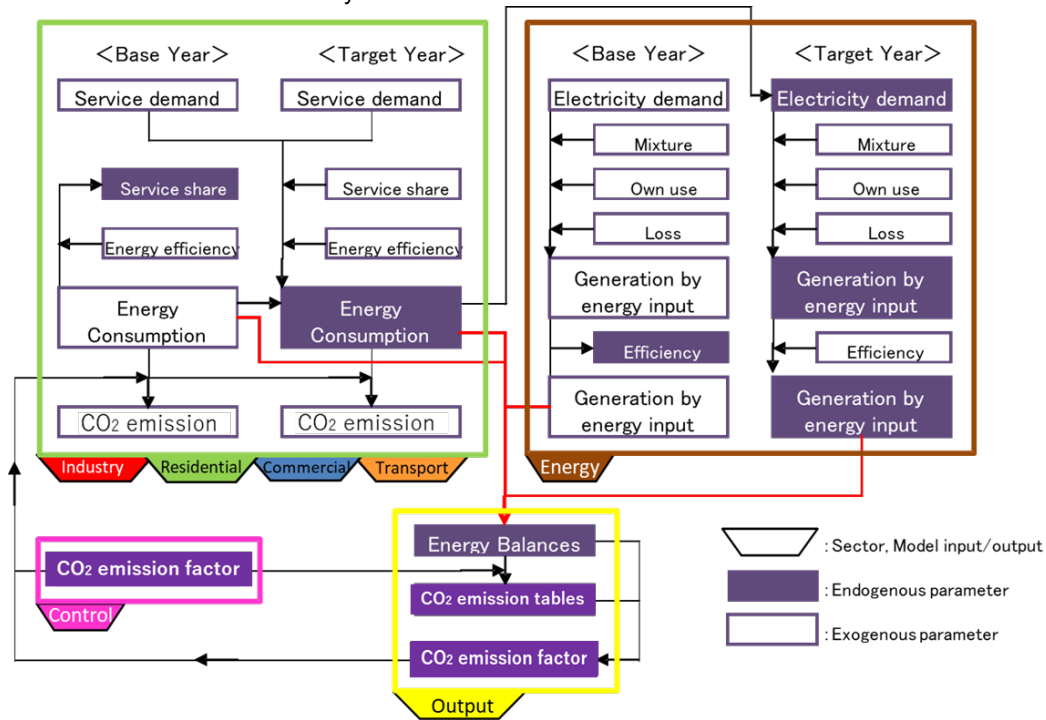 <Base Year>
<Target Year>
Service demand
Service demand
Service share
Service share
Energy efficiency
Energy efficiency
Energy
Consumption
Energy
Consumption
CO2 emission
CO2 emission
Industry
Residential
Commercial
Transport
<Base Year>
<Target Year>
Electricity demand
Electricity demand
Mixture
Mixture
Own use
Own use
Loss
Loss
Generation by
energy input
Generation by
energy input
Efficiency
Efficiency
Generation by
energy input
Generation by
energy input
Energy
CO2 emission factor
Control
Energy Balances
CO2 emission tables
CO2 emission factor
Output
: Sector, Model input/output
: Endogenous parameter
: Exogenous parameter